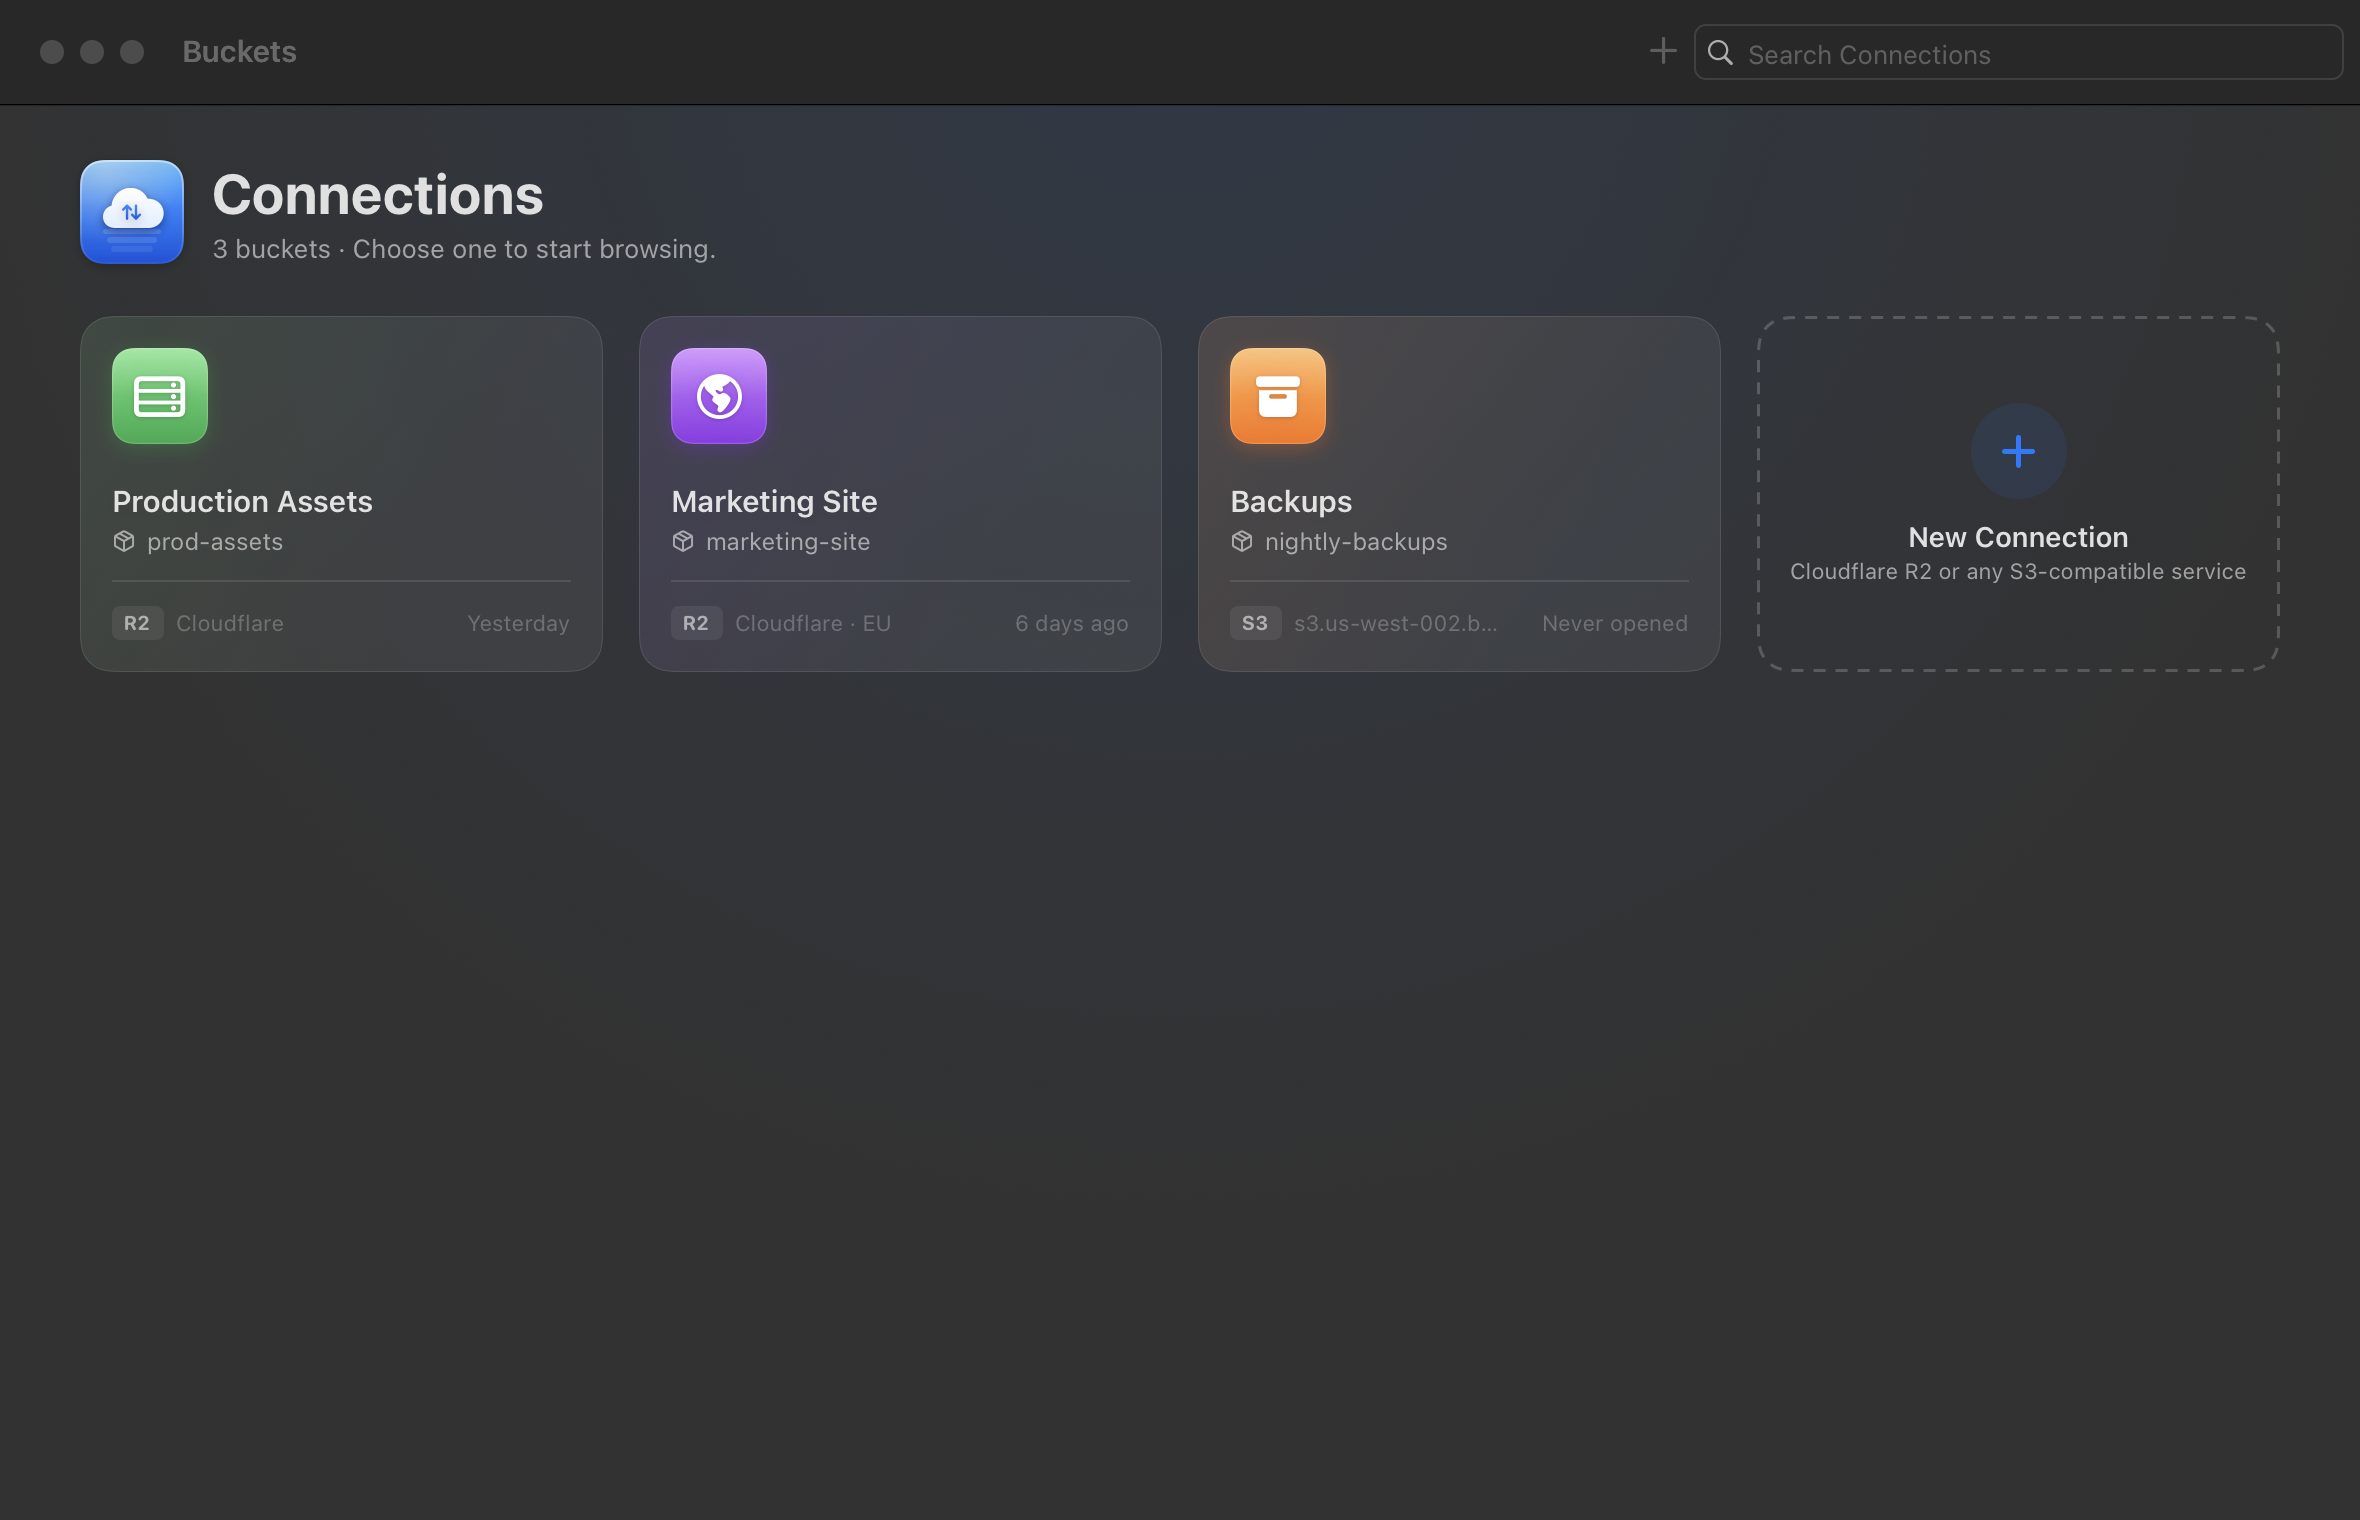 Buckets
Search Connections
Connections
3 buckets · Choose one to start browsing.
Production Assets
prod-assets
R2 Cloudflare Yesterday
Marketing Site
marketing-site
R2 Cloudflare · EU 6 days ago
Backups
nightly-backups
S3 s3.us-west-002.b... Never opened
New Connection
Cloudflare R2 or any S3-compatible service